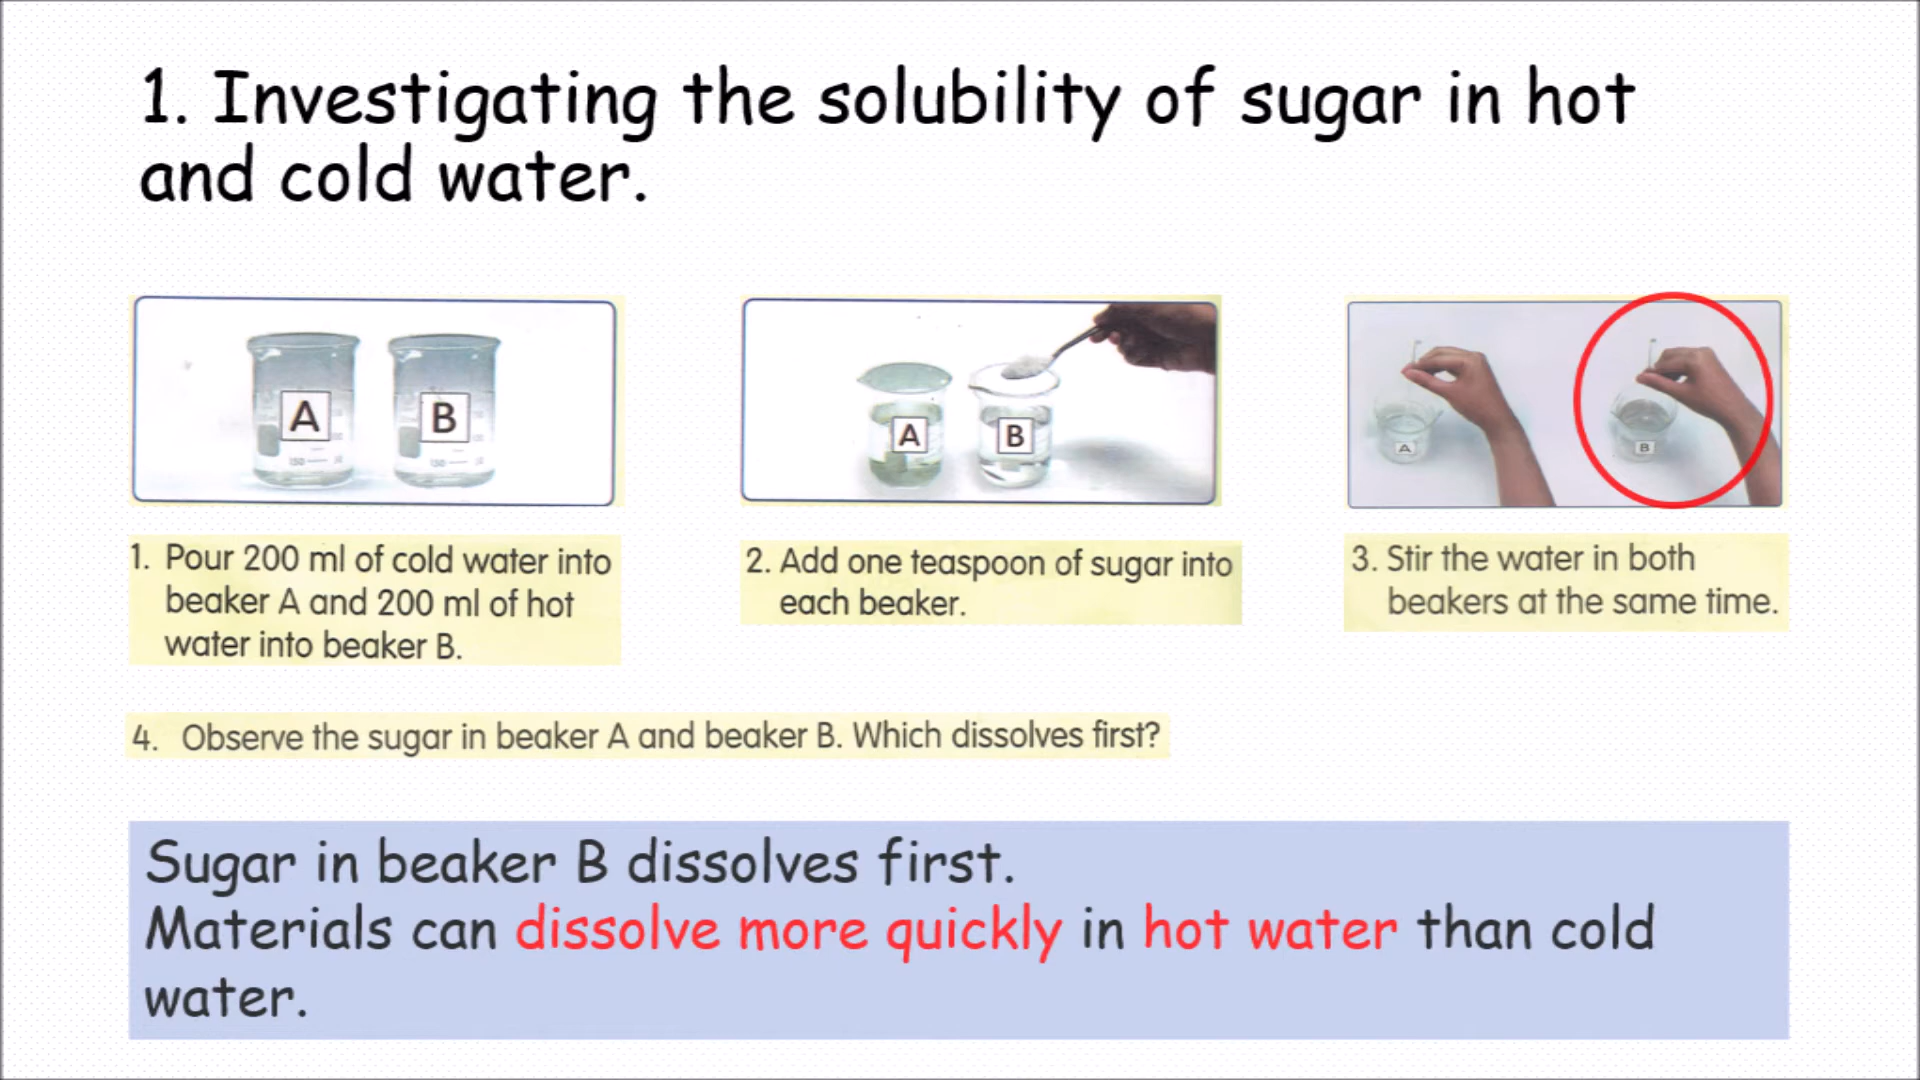 1. Investigating the solubility of sugar in hot
and cold water.
A B
A B
A B
1. Pour 200 ml of cold water into
beaker A and 200 ml of hot
water into beaker B.
2. Add one teaspoon of sugar into
each beaker.
3. Stir the water in both
beakers at the same time.
4. Observe the sugar in beaker A and beaker B. Which dissolves first?
Sugar in beaker B dissolves first.
Materials can dissolve more quickly in hot water than cold
water.